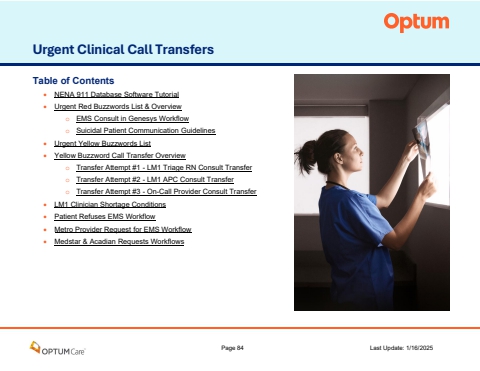 Optum
Urgent Clinical Call Transfers
Table of Contents
• NENA 911 Database Software Tutorial
• Urgent Red Buzzwords List & Overview
o EMS Consult in Genesys Workflow
o Suicidal Patient Communication Guidelines
• Urgent Yellow Buzzwords List
• Yellow Buzzword Call Transfer Overview
o Transfer Attempt #1 - LM1 Triage RN Consult Transfer
o Transfer Attempt #2 - LM1 APC Consult Transfer
o Transfer Attempt #3 - On-Call Provider Consult Transfer
• LM1 Clinician Shortage Conditions
• Patient Refuses EMS Workflow
• Metro Provider Request for EMS Workflow
• Medstar & Acadian Requests Workflows
OPTUMCare
Page 84
Last Update: 1/16/2025